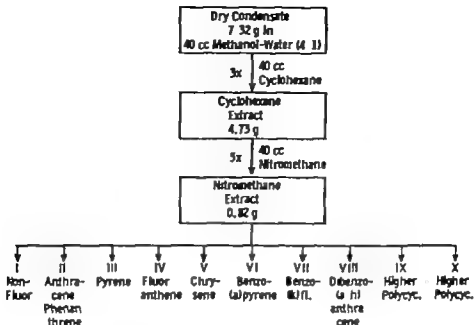 Dry Condensate
7 32 g in
40 cc Methanol-Water (4 1)
3x
40 cc
Cyclohexane
Cyclohexane
Extract
4.73 g
5x
40 cc
Nitromethane
Nitromethane
Extract
0.82 g
I II III IV V VI VII VIII IX X
Non-
Fluor
Anthra-
cene
Phenan
threne
Pyrene
Fluor
anthene
Chry-
sene
Benzo-
(a)pyrene
Benzo-
(k)fl.
Dibenzo-
(a h)
anthra
cene
Higher
Polycyc.
Higher
Polycyc.